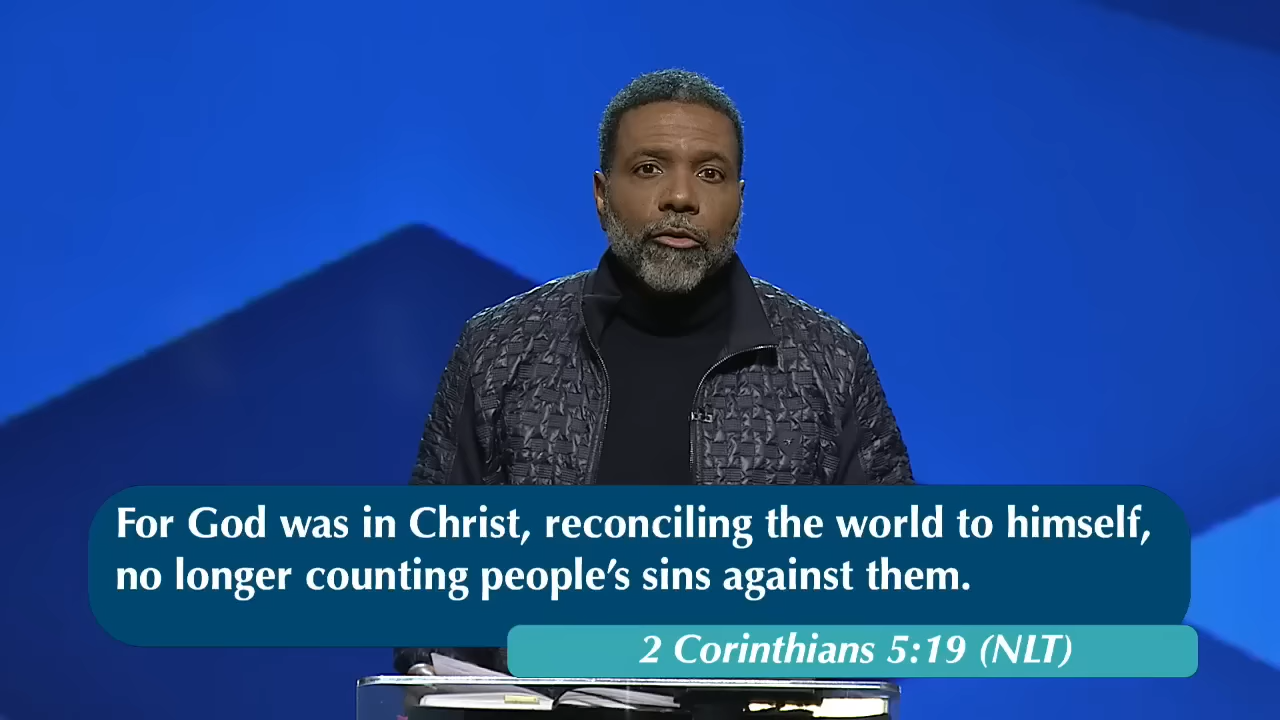 For God was in Christ, reconciling the world to himself,
no longer counting people’s sins against them.
2 Corinthians 5:19 (NLT)